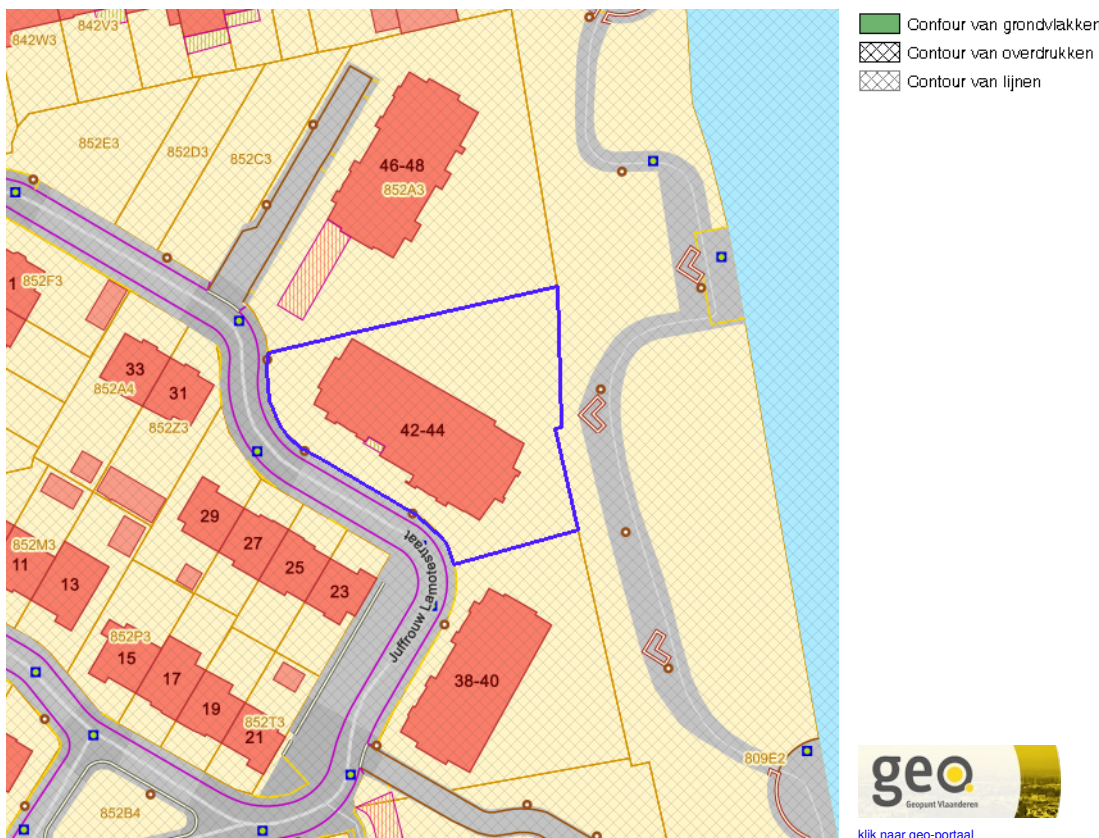 842W3
842V3
Contour van grondvlakken
Contour van overdrukken
Contour van lijnen
852E3
852D3
852C3
46-48
852A3
1
852F3
33
852A4
31
852Z3
42-44
29
27
25
23
852M3
11
13
Juffrouw Lamotestraat
852P3
15
17
19
852T3
21
38-40
809E2
852B4
geo
Geopunt Vlaanderen
klik naar geo-portaal